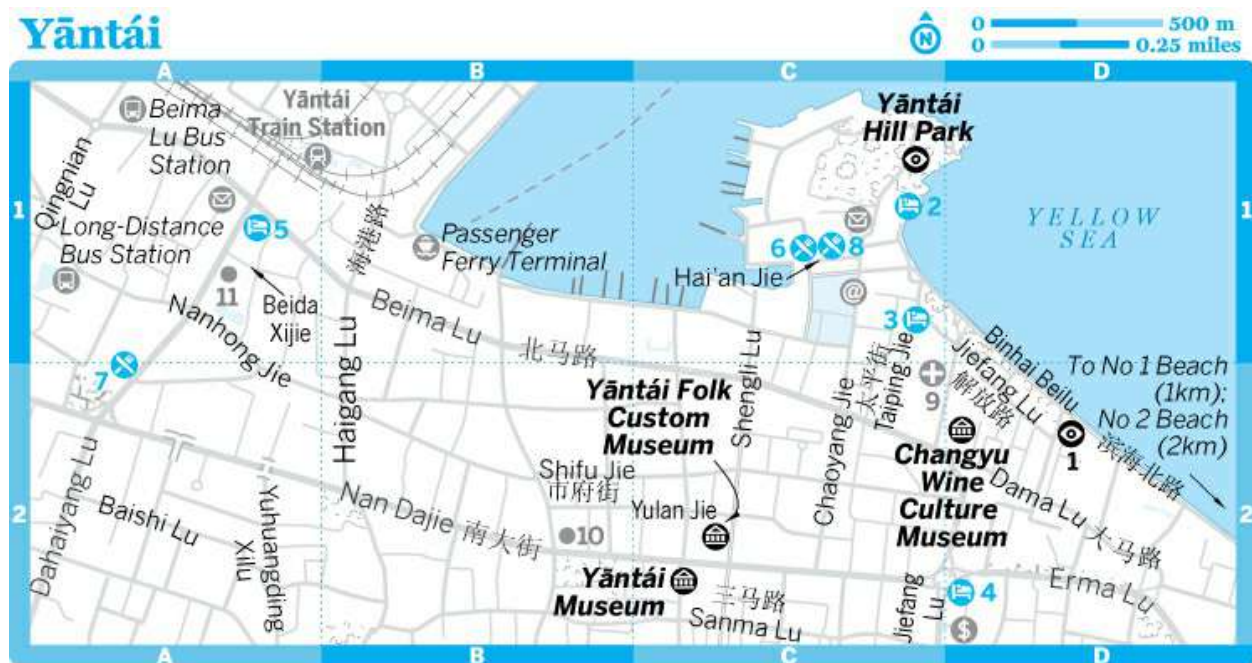 Yāntái
N
0 500 m
0 0.25 miles
A B C D
1 1
2 2
Beima
Lu Bus
Station
Yāntái
Train Station
Qingnian
Lu
Long-Distance
Bus Station
5
11
Beida
Xijie
Nanhong Jie
7
海港路
Haigang Lu
Passenger
Ferry Terminal
Beima Lu 北马路
Yāntái
Hill Park
2
6 8
Hai'an Jie
@
3
YELLOW
SEA
Binhai Beilu
滨海北路
Jiefang Lu
解放路
To No 1 Beach
(1km);
No 2 Beach
(2km)
太平街
Taiping Jie
9
1
Yāntái Folk
Custom
Museum
Shengli Lu
Chaoyang Jie
Changyu
Wine
Culture
Museum
Dama Lu 大马路
Shifu Jie
市府街
Yulan Jie
Nan Dajie 南大街
10
Dahaiyang Lu
Baishi Lu
Yuhuangding
Xilu
Yāntái
Museum
三马路
Sanma Lu
Jiefang
Lu
4
$
Erma Lu
A B C D